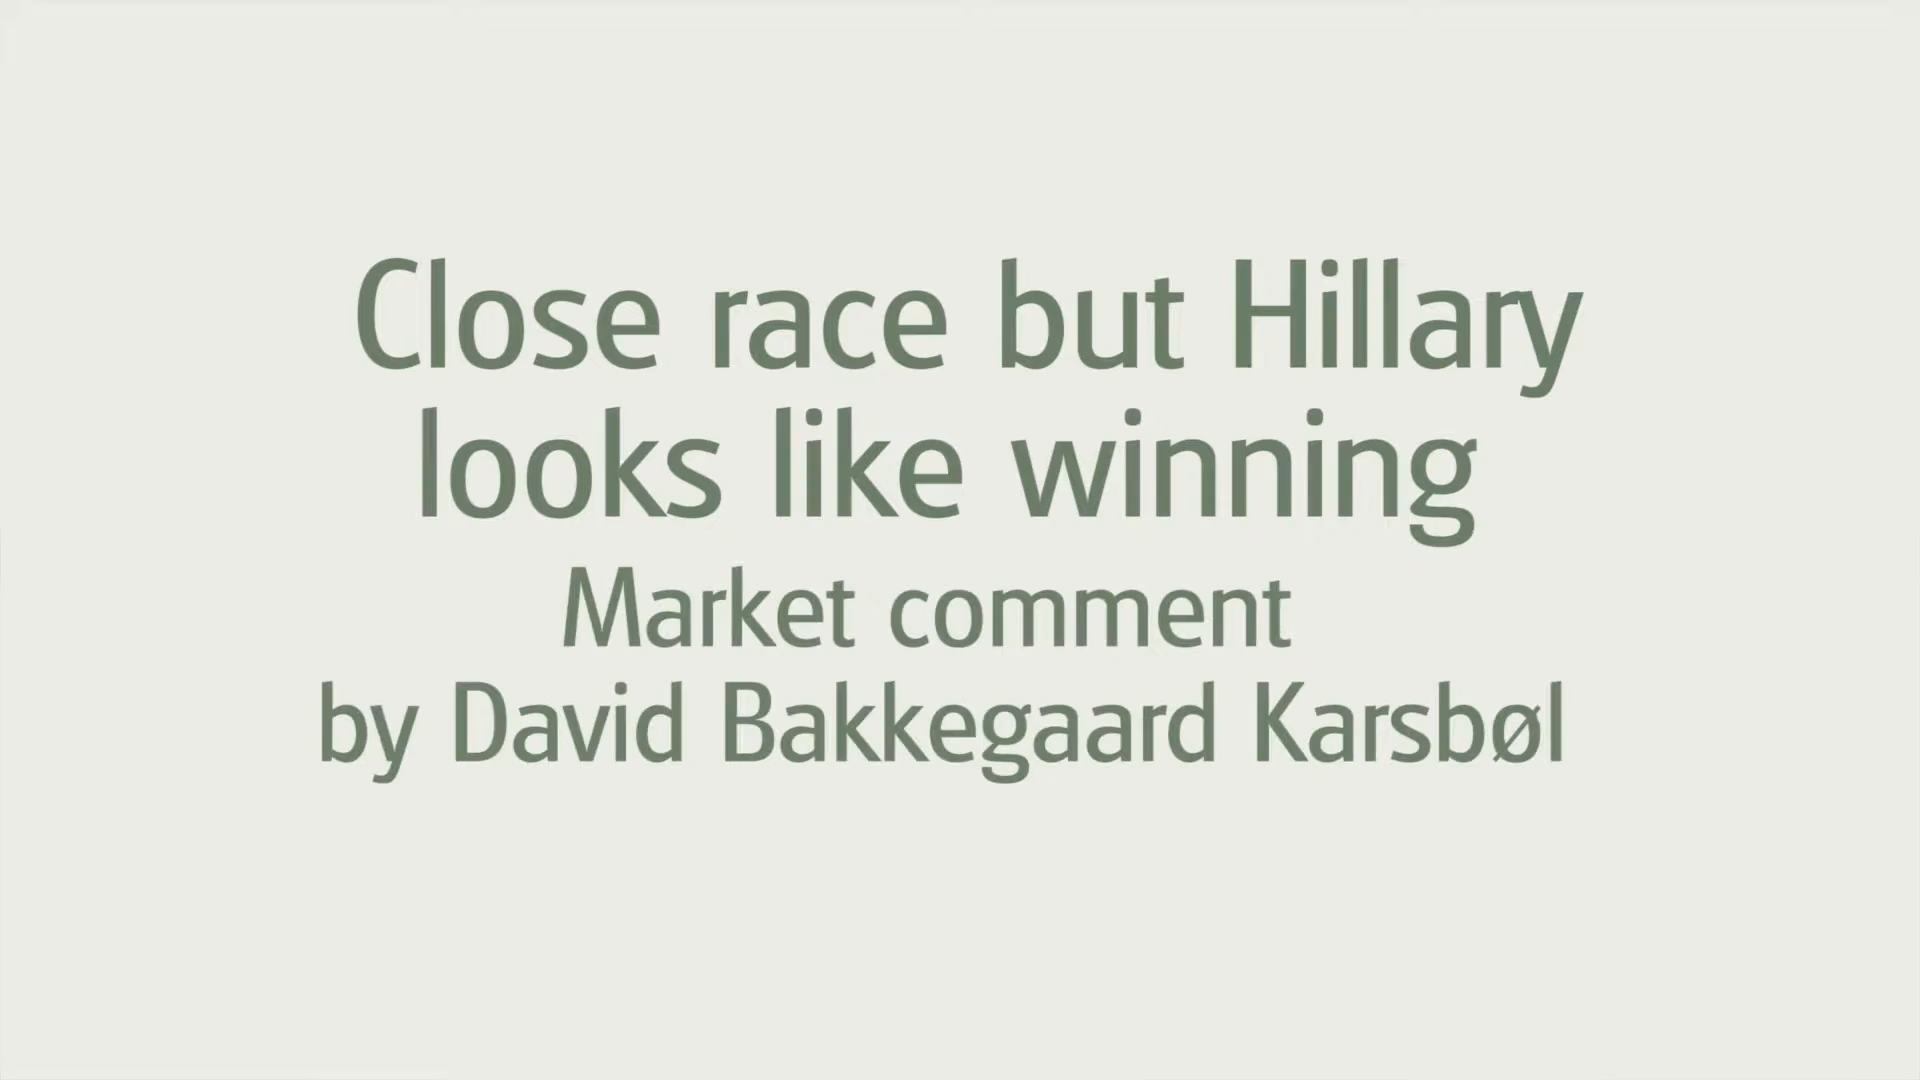 Close race but Hillary
looks like winning
Market comment
by David Bakkegaard Karsbøl